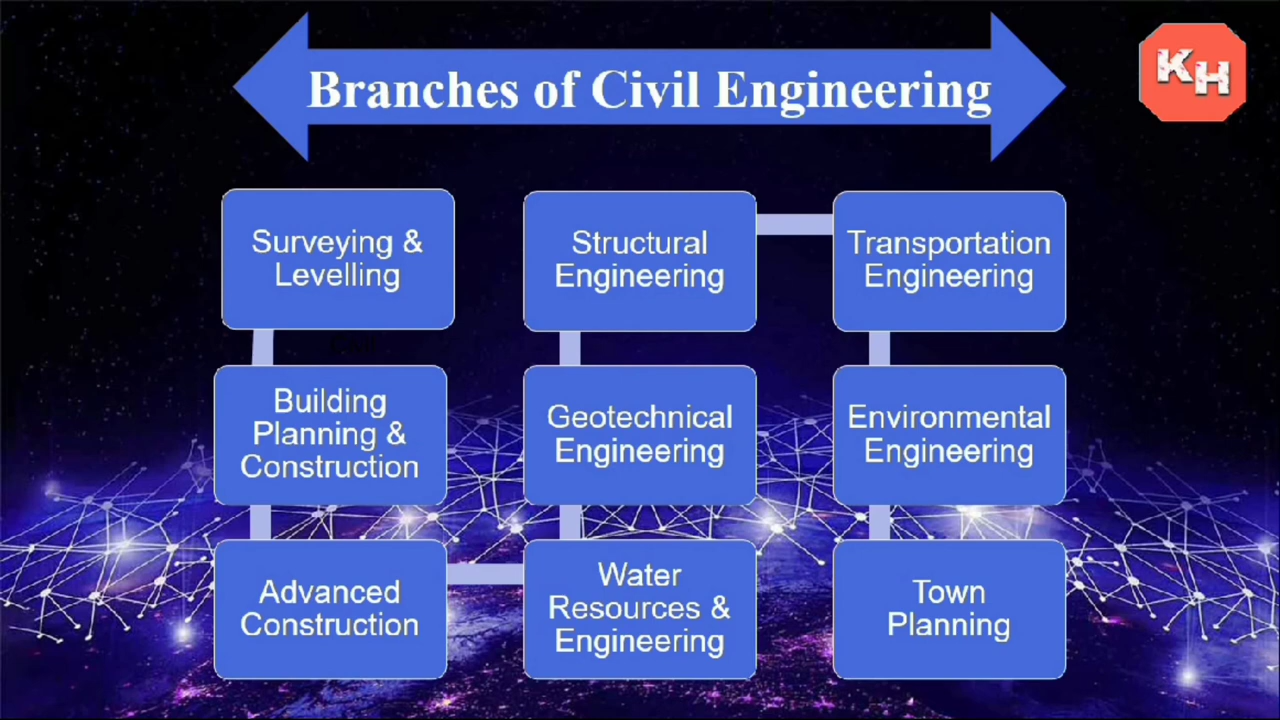 Branches of Civil Engineering
KH
Surveying &
Levelling
Structural
Engineering
Transportation
Engineering
Building
Planning &
Construction
Geotechnical
Engineering
Environmental
Engineering
Advanced
Construction
Water
Resources &
Engineering
Town
Planning